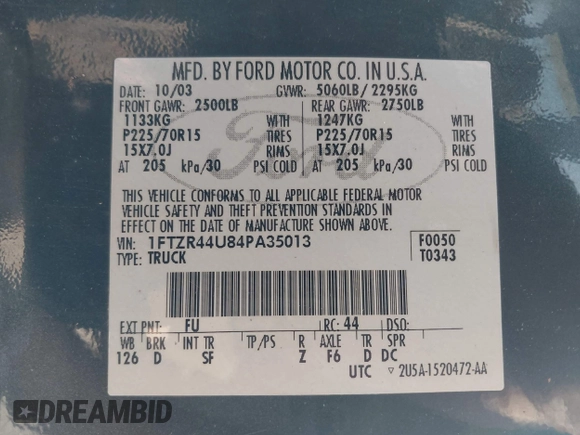 MFD. BY FORD MOTOR CO. IN U.S.A.
DATE: 10/03 GVWR: 5060LB/ 2295KG
FRONT GAWR: 2500LB REAR GAWR: 2750LB
1133KG WITH 1247KG WITH
P225/70R15 TIRES P225/70R15 TIRES
15X7.0J RIMS 15X7.0J RIMS
AT 205 kPa/30 PSI COLD AT 205 kPa/30 PSI COLD
Ford
THIS VEHICLE CONFORMS TO ALL APPLICABLE FEDERAL MOTOR
VEHICLE SAFETY AND THEFT PREVENTION STANDARDS IN
EFFECT ON THE DATE OF MANUFACTURE SHOWN ABOVE.
VIN: 1FTZR44U84PA35013 F0050
TYPE: TRUCK T0343
EXT PNT: FU RC: 44 DSO:
WB BRK INT TR TP/PS R AXLE TR SPR
126 D SF Z F6 D DC
UTC ▽ 2U5A-1520472-AA
DREAMBID